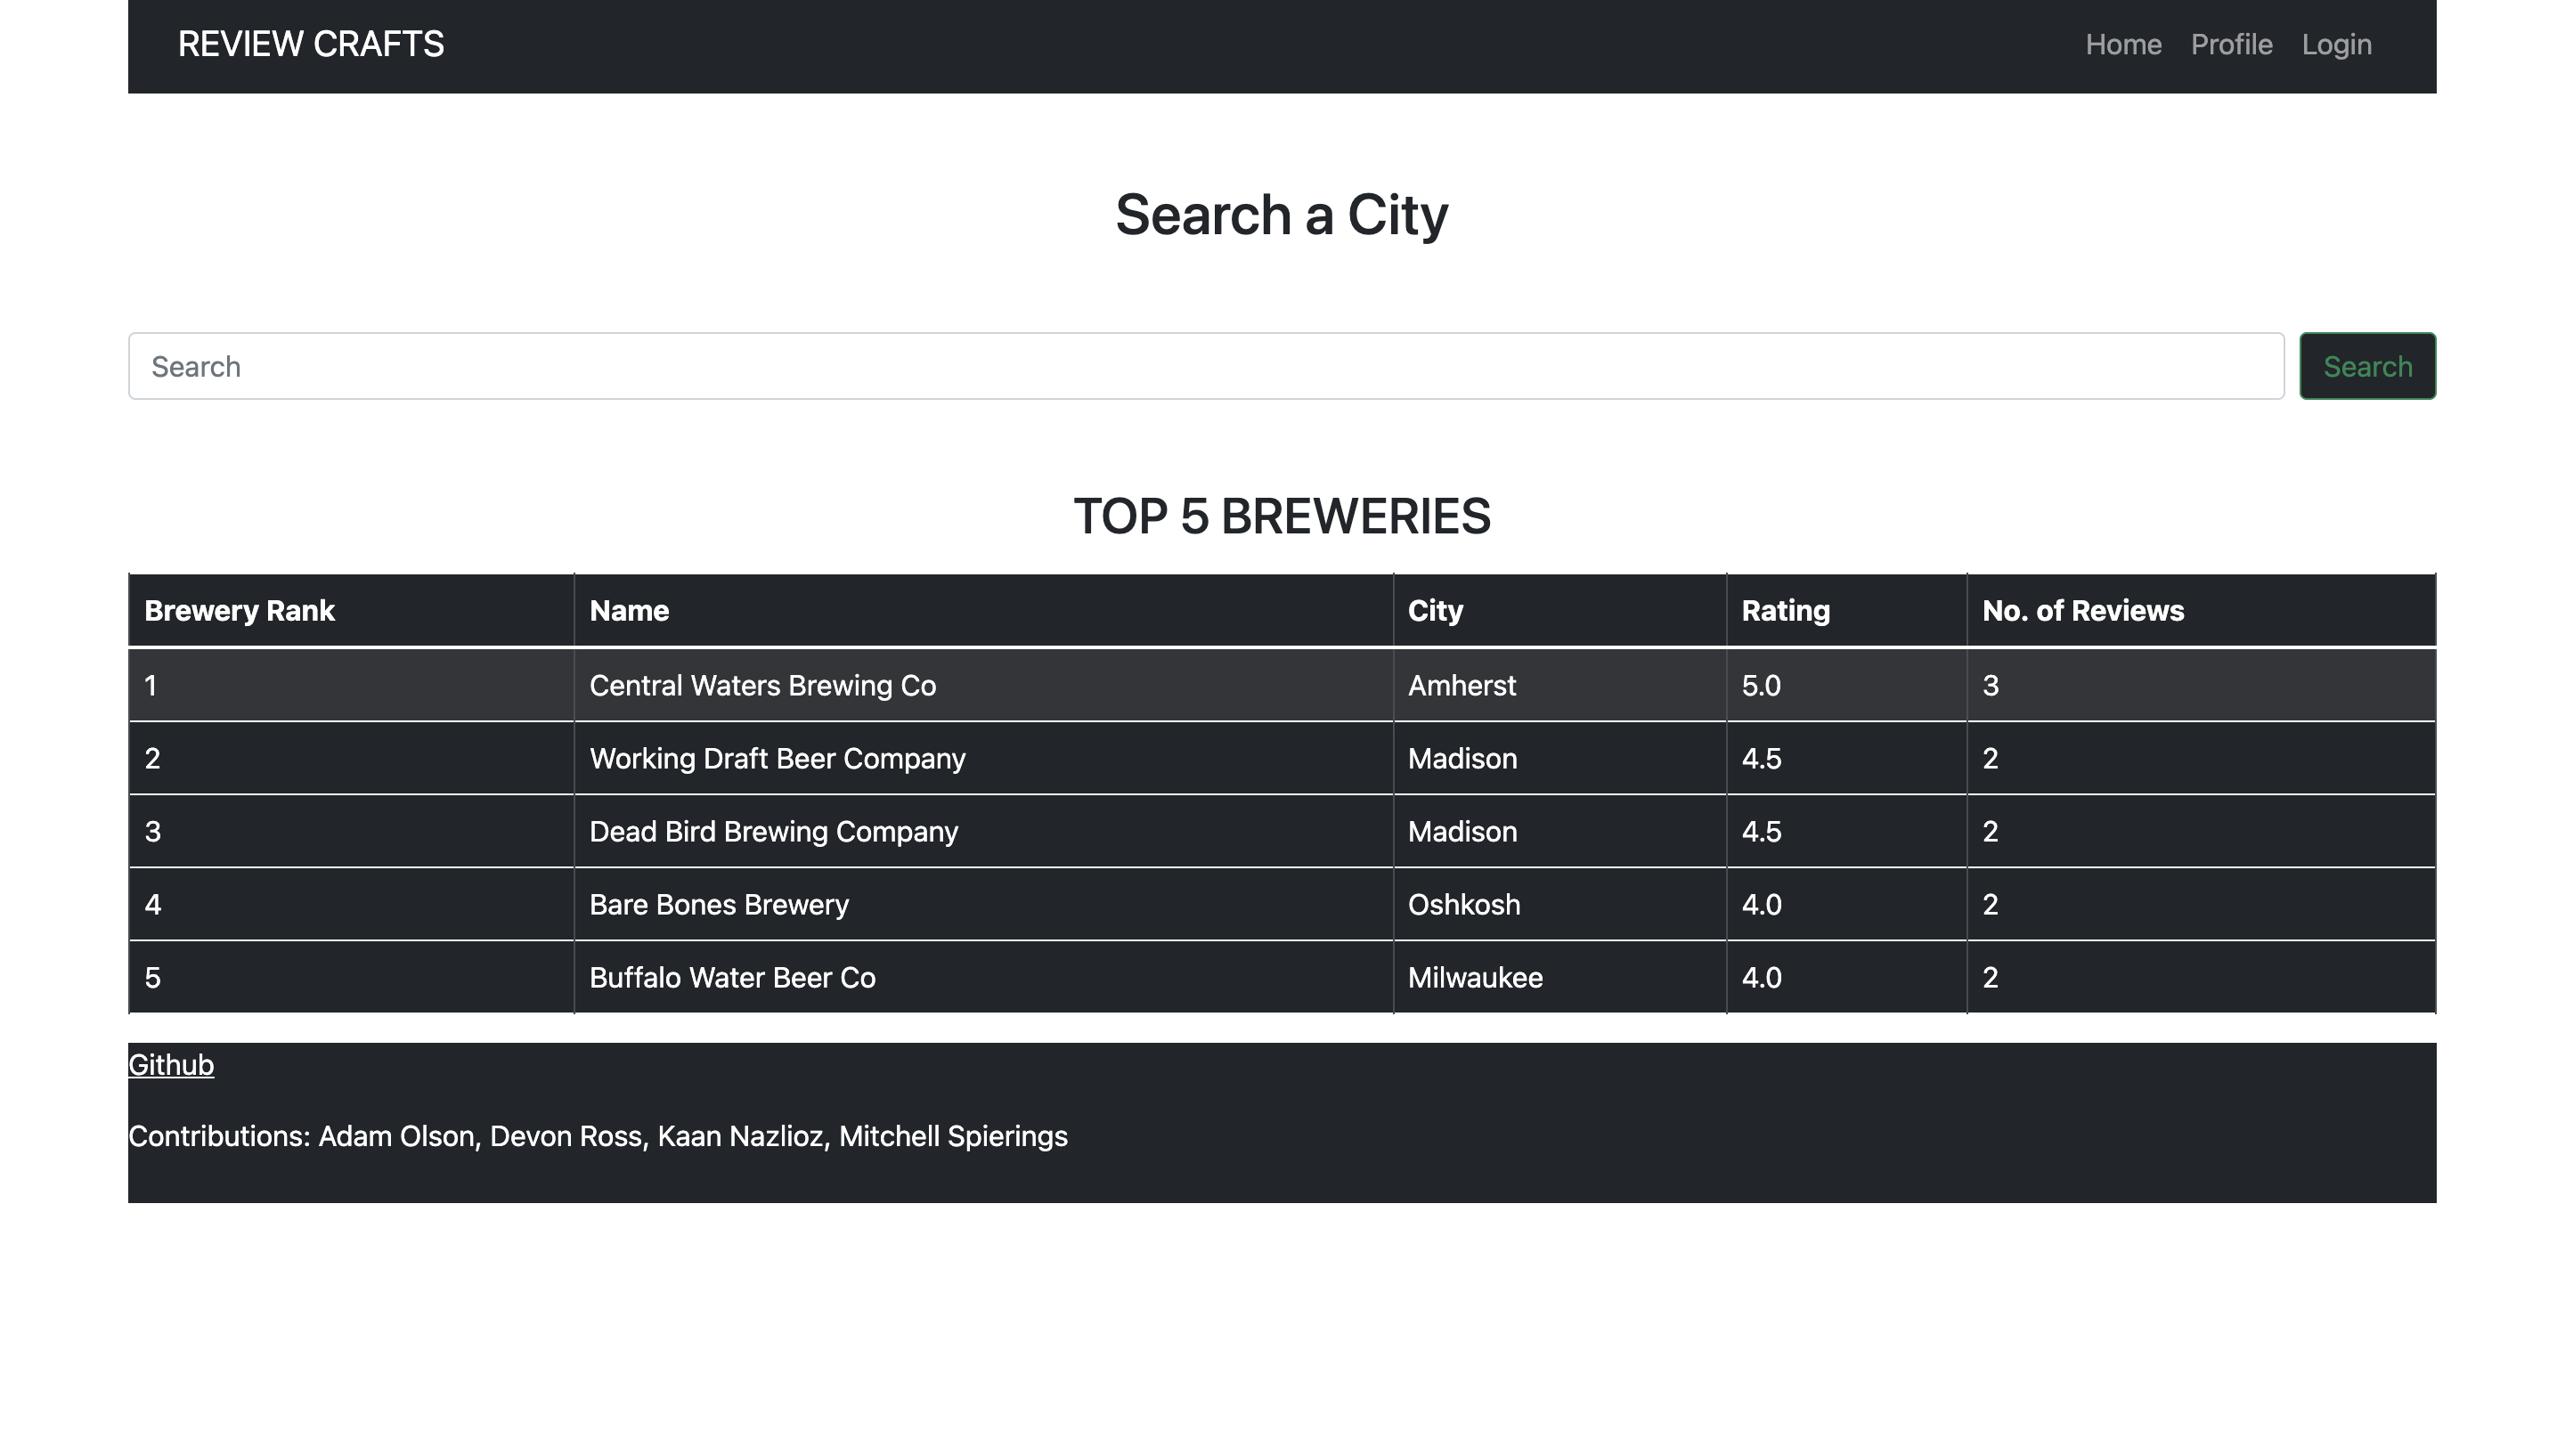 REVIEW CRAFTS Home Profile Login
Search a City
Search Search
TOP 5 BREWERIES
Brewery Rank Name City Rating No. of Reviews
1 Central Waters Brewing Co Amherst 5.0 3
2 Working Draft Beer Company Madison 4.5 2
3 Dead Bird Brewing Company Madison 4.5 2
4 Bare Bones Brewery Oshkosh 4.0 2
5 Buffalo Water Beer Co Milwaukee 4.0 2
Github
Contributions: Adam Olson, Devon Ross, Kaan Nazlioz, Mitchell Spierings